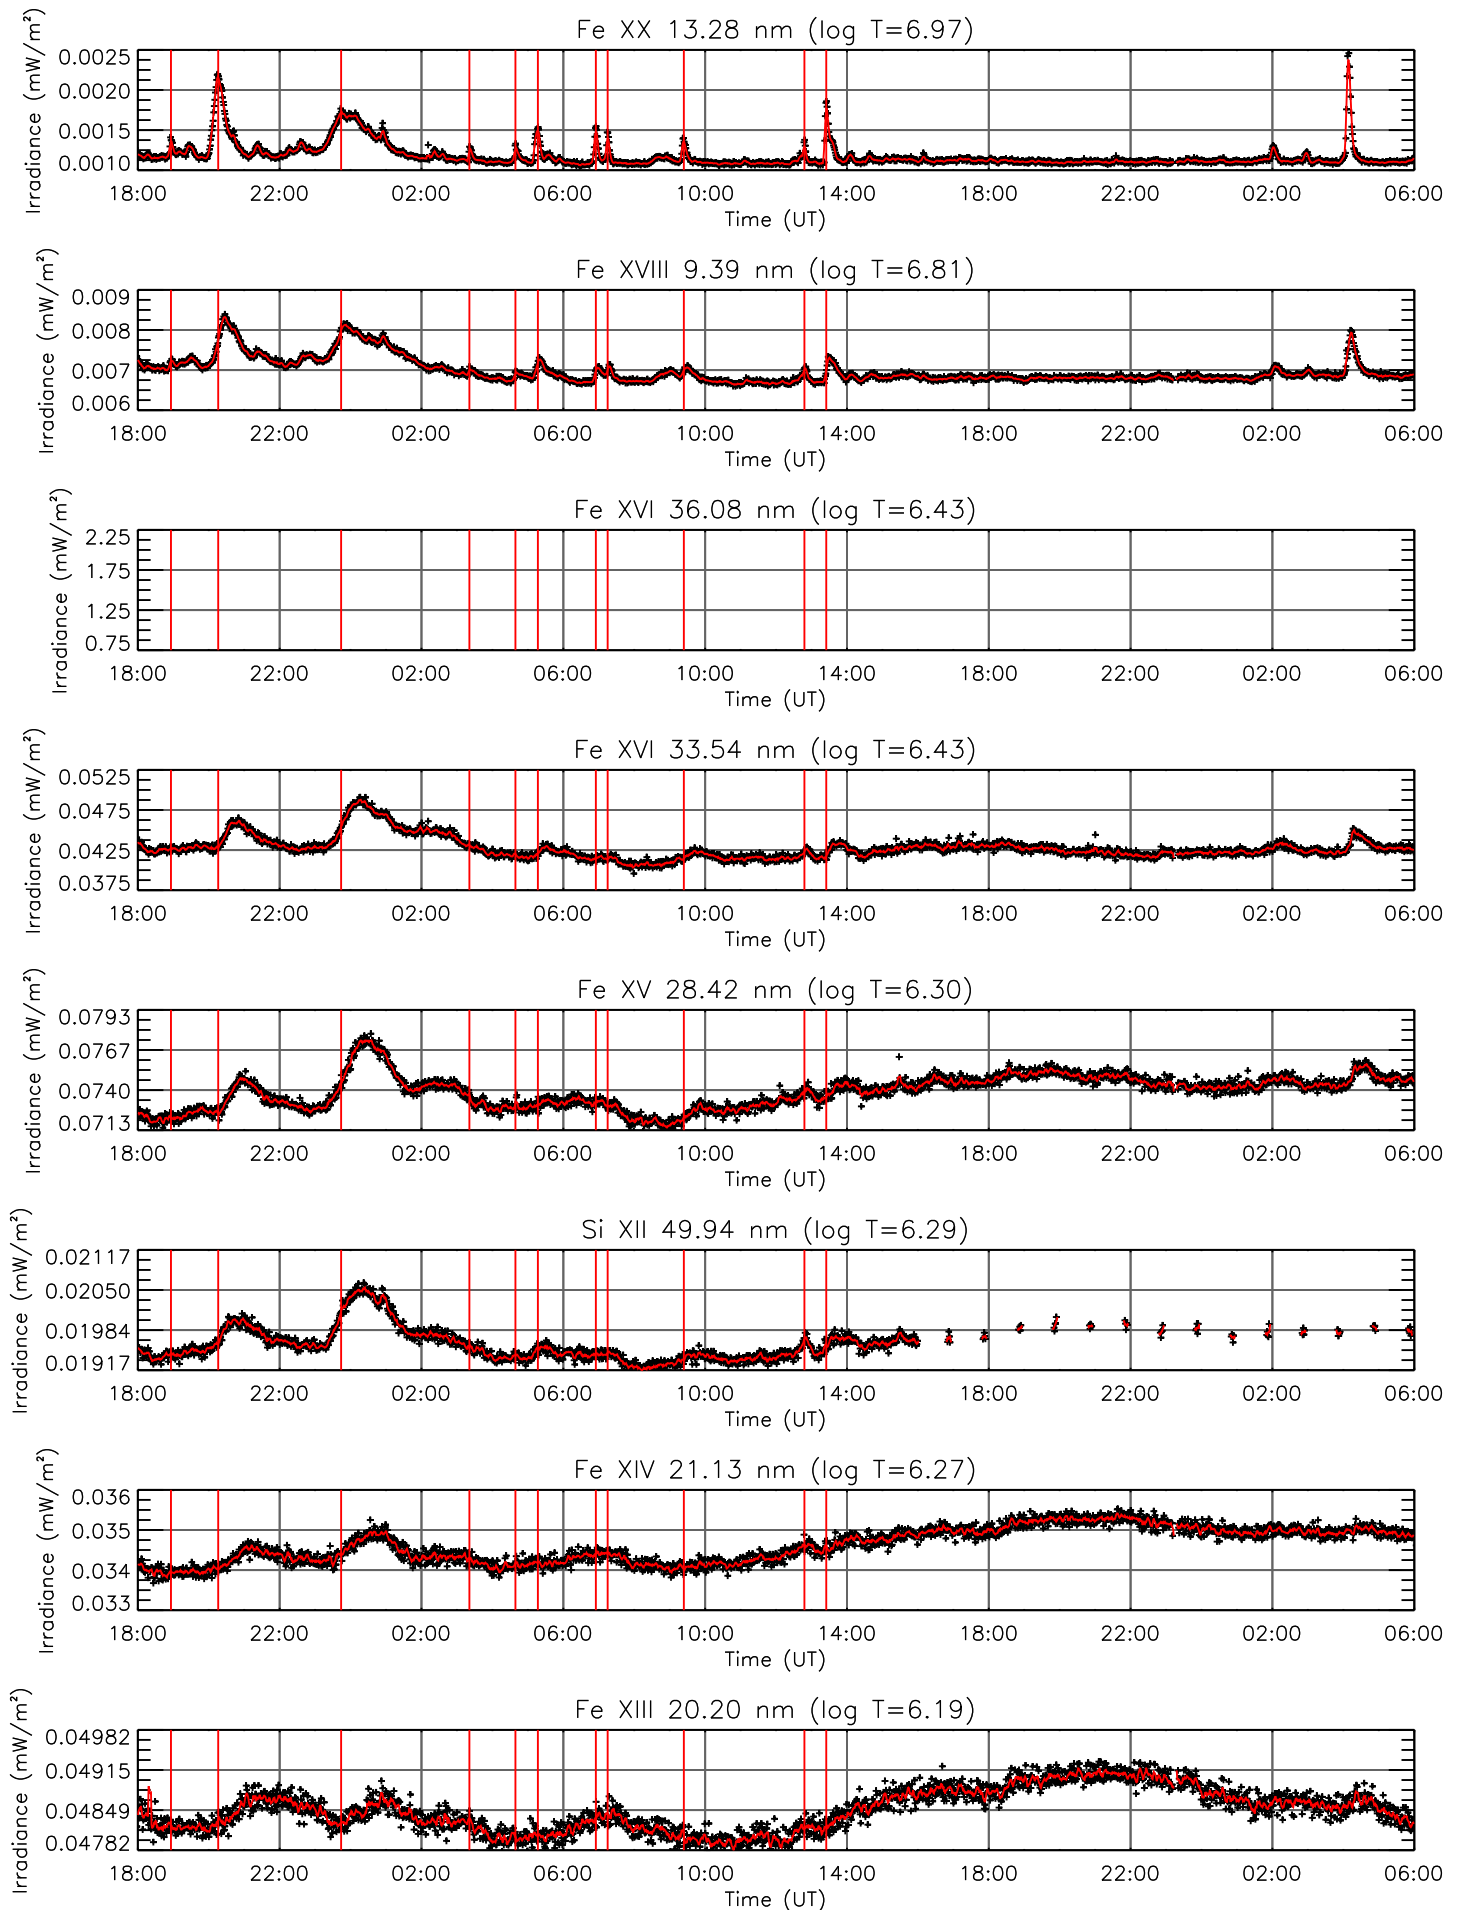 Fe XX 13.28 nm (log T=6.97)
Irradiance (mW/m²)
0.0025
0.0020
0.0015
0.0010
18:00 22:00 02:00 06:00 10:00 14:00 18:00 22:00 02:00 06:00
Time (UT)
Fe XVIII 9.39 nm (log T=6.81)
Irradiance (mW/m²)
0.009
0.008
0.007
0.006
18:00 22:00 02:00 06:00 10:00 14:00 18:00 22:00 02:00 06:00
Time (UT)
Fe XVI 36.08 nm (log T=6.43)
Irradiance (mW/m²)
2.25
1.75
1.25
0.75
18:00 22:00 02:00 06:00 10:00 14:00 18:00 22:00 02:00 06:00
Time (UT)
Fe XVI 33.54 nm (log T=6.43)
Irradiance (mW/m²)
0.0525
0.0475
0.0425
0.0375
18:00 22:00 02:00 06:00 10:00 14:00 18:00 22:00 02:00 06:00
Time (UT)
Fe XV 28.42 nm (log T=6.30)
Irradiance (mW/m²)
0.0793
0.0767
0.0740
0.0713
18:00 22:00 02:00 06:00 10:00 14:00 18:00 22:00 02:00 06:00
Time (UT)
Si XII 49.94 nm (log T=6.29)
Irradiance (mW/m²)
0.02117
0.02050
0.01984
0.01917
18:00 22:00 02:00 06:00 10:00 14:00 18:00 22:00 02:00 06:00
Time (UT)
Fe XIV 21.13 nm (log T=6.27)
Irradiance (mW/m²)
0.036
0.035
0.034
0.033
18:00 22:00 02:00 06:00 10:00 14:00 18:00 22:00 02:00 06:00
Time (UT)
Fe XIII 20.20 nm (log T=6.19)
Irradiance (mW/m²)
0.04982
0.04915
0.04849
0.04782
18:00 22:00 02:00 06:00 10:00 14:00 18:00 22:00 02:00 06:00
Time (UT)